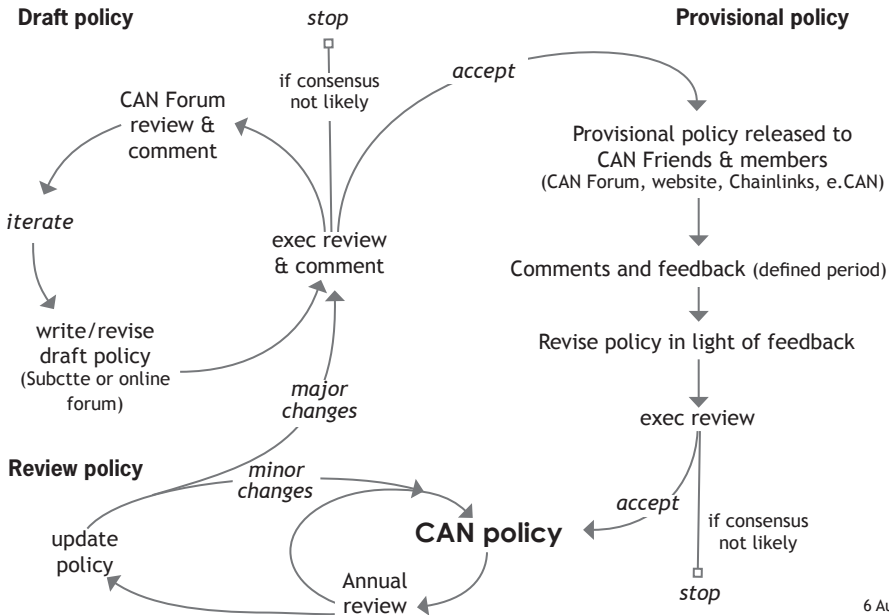 Draft policy
stop
Provisional policy
if consensus
not likely
accept
CAN Forum
review &
comment
Provisional policy released to
CAN Friends & members
(CAN Forum, website, Chainlinks, e.CAN)
iterate
exec review
& comment
Comments and feedback (defined period)
write/revise
draft policy
(Subctte or online
forum)
Revise policy in light of feedback
major
changes
exec review
Review policy
minor
changes
accept
CAN policy
if consensus
not likely
update
policy
Annual
review
stop
6 Au